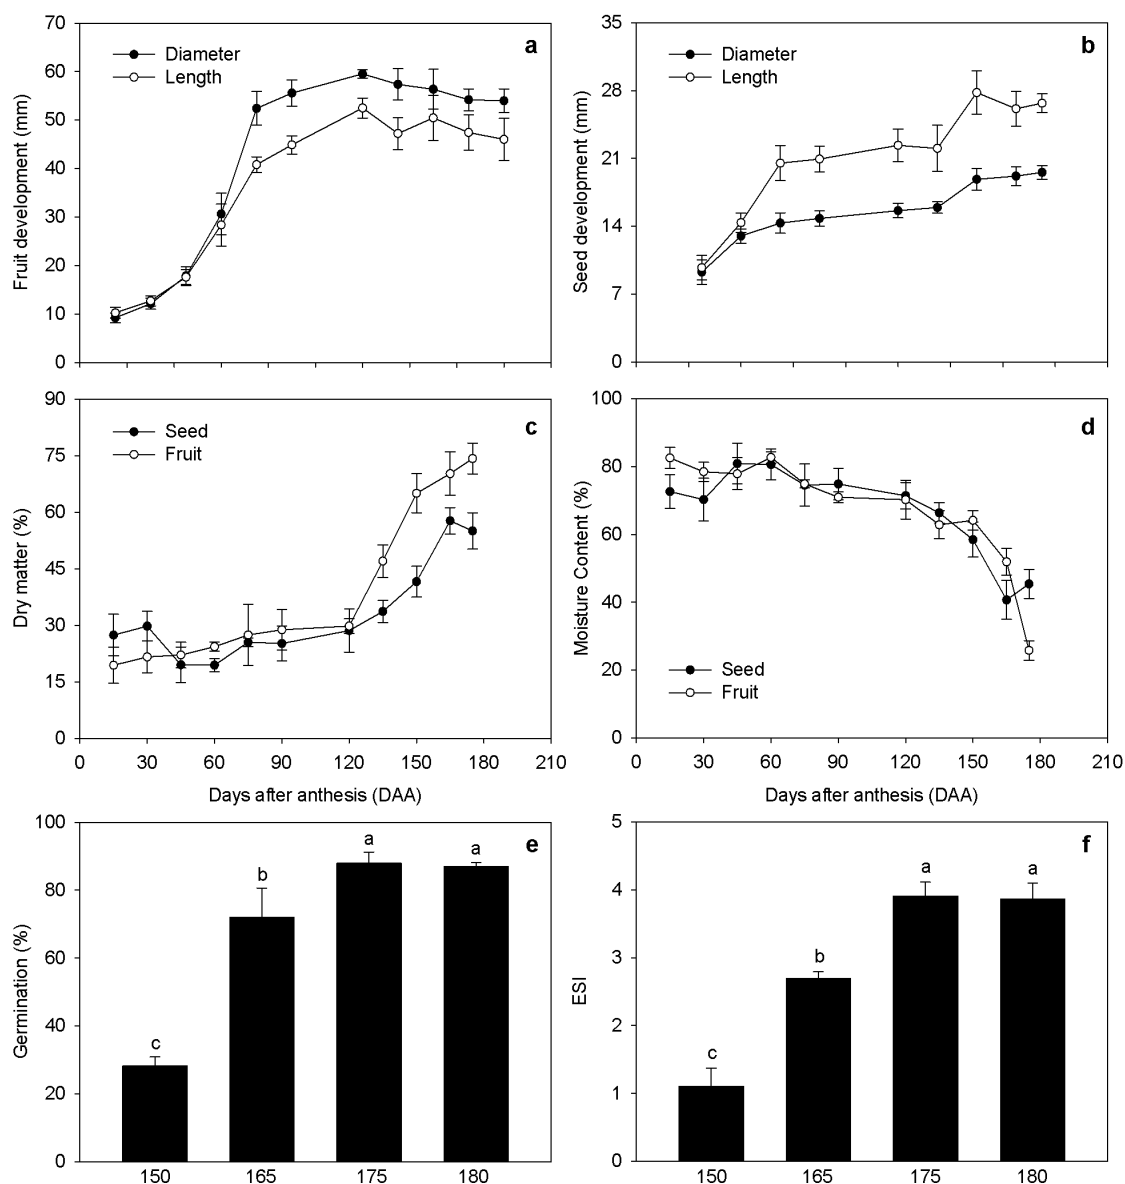 a
Diameter
Length
Fruit development (mm)
70
60
50
40
30
20
10
0
b
Diameter
Length
Seed development (mm)
35
28
21
14
7
0
c
Seed
Fruit
Dry matter (%)
90
75
60
45
30
15
0
0 30 60 90 120 150 180 210
Days after anthesis (DAA)
d
Seed
Fruit
Moisture Content (%)
100
80
60
40
20
0
0 30 60 90 120 150 180 210
Days after anthesis (DAA)
e
Germination (%)
100
80
60
40
20
0
c b a a
150 165 175 180
f
ESI
5
4
3
2
1
0
c b a a
150 165 175 180